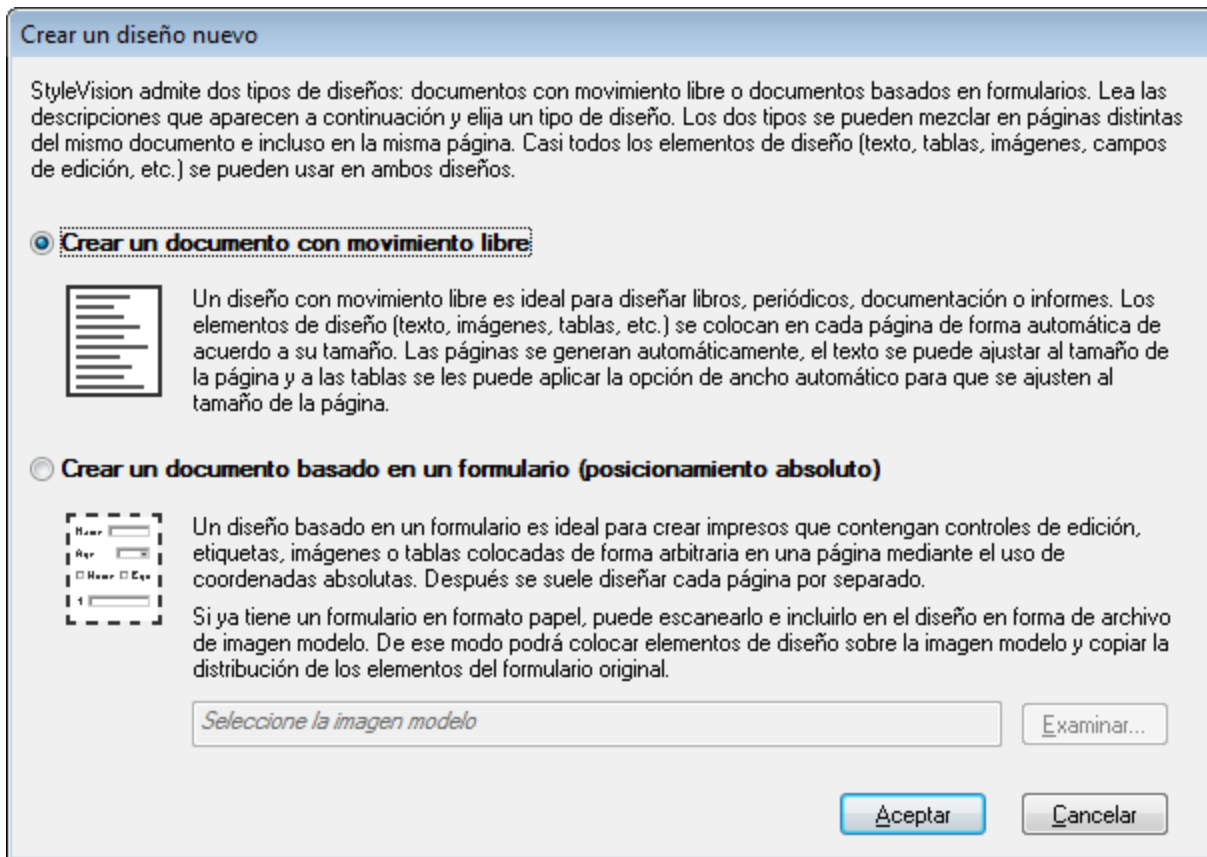 Crear un diseño nuevo
StyleVision admite dos tipos de diseños: documentos con movimiento libre o documentos basados en formularios. Lea las
descripciones que aparecen a continuación y elija un tipo de diseño. Los dos tipos se pueden mezclar en páginas distintas
del mismo documento e incluso en la misma página. Casi todos los elementos de diseño (texto, tablas, imágenes, campos
de edición, etc.) se pueden usar en ambos diseños.
Crear un documento con movimiento libre
Un diseño con movimiento libre es ideal para diseñar libros, periódicos, documentación o informes. Los
elementos de diseño (texto, imágenes, tablas, etc.) se colocan en cada página de forma automática de
acuerdo a su tamaño. Las páginas se generan automáticamente, el texto se puede ajustar al tamaño de
la página y a las tablas se les puede aplicar la opción de ancho automático para que se ajusten al
tamaño de la página.
Crear un documento basado en un formulario (posicionamiento absoluto)
Un diseño basado en un formulario es ideal para crear impresos que contengan controles de edición,
etiquetas, imágenes o tablas colocadas de forma arbitraria en una página mediante el uso de
coordenadas absolutas. Después se suele diseñar cada página por separado.
Si ya tiene un formulario en formato papel, puede escanearlo e incluirlo en el diseño en forma de archivo
de imagen modelo. De ese modo podrá colocar elementos de diseño sobre la imagen modelo y copiar la
distribución de los elementos del formulario original.
Seleccione la imagen modelo
Examinar...
Aceptar
Cancelar